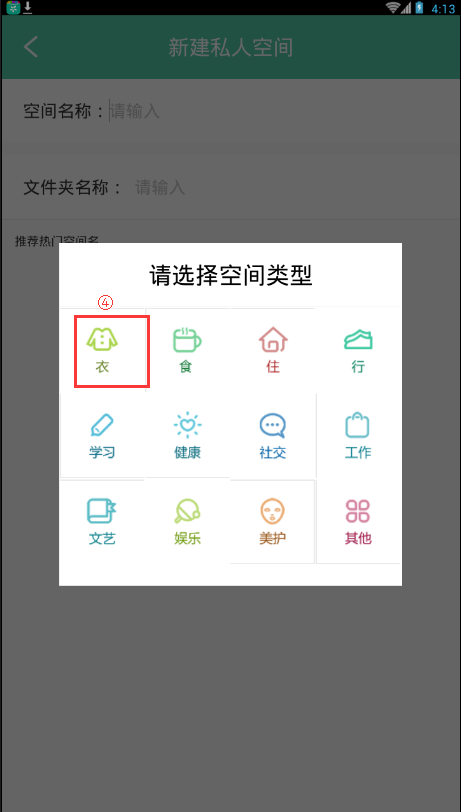 4:13
新建私人空间
空间名称：请输入
文件夹名称： 请输入
推荐热门空间名
请选择空间类型
④
衣 食 住 行
学习 健康 社交 工作
文艺 娱乐 美护 其他